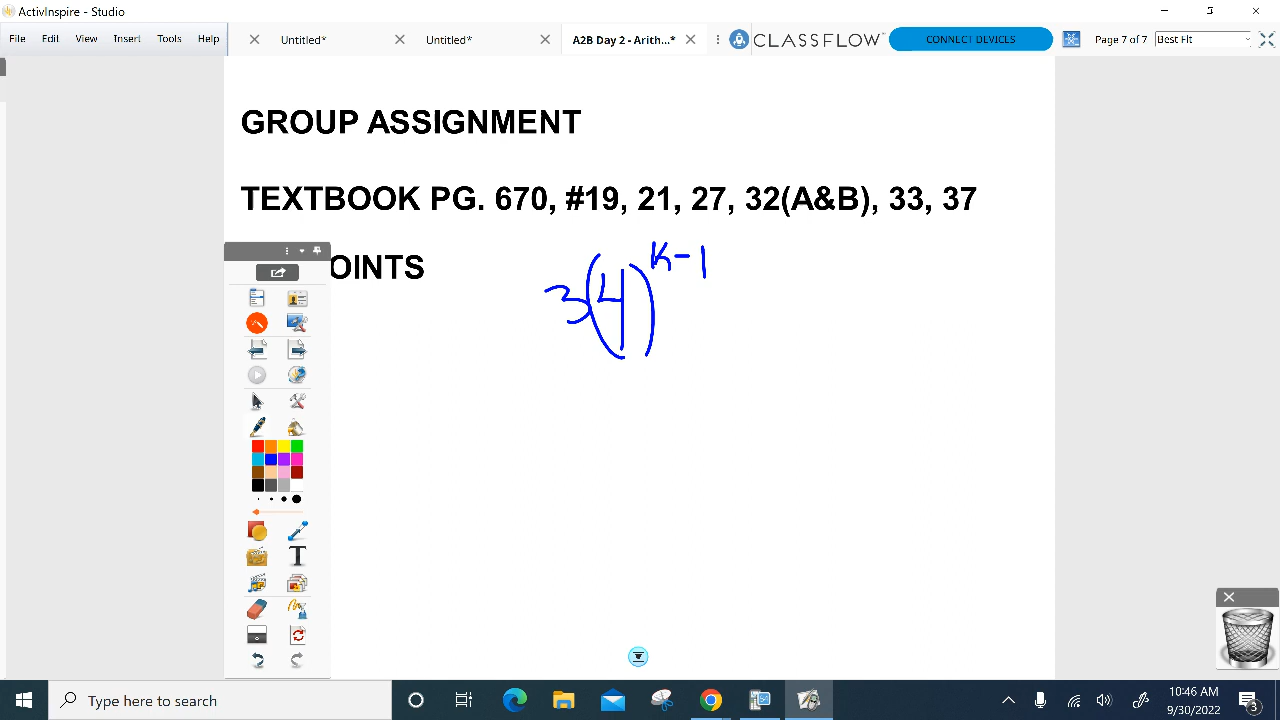 ActivInspire - Studio
File Edit View Insert Tools Help
Untitled* Untitled* A2B Day 2 - Arith...* CLASSFLOW CONNECT DEVICES Page 7 of 7 Best Fit
GROUP ASSIGNMENT
TEXTBOOK PG. 670, #19, 21, 27, 32(A&B), 33, 37
OINTS
3(4)^K-1
T
Type here to search
10:46 AM
9/30/2022
3